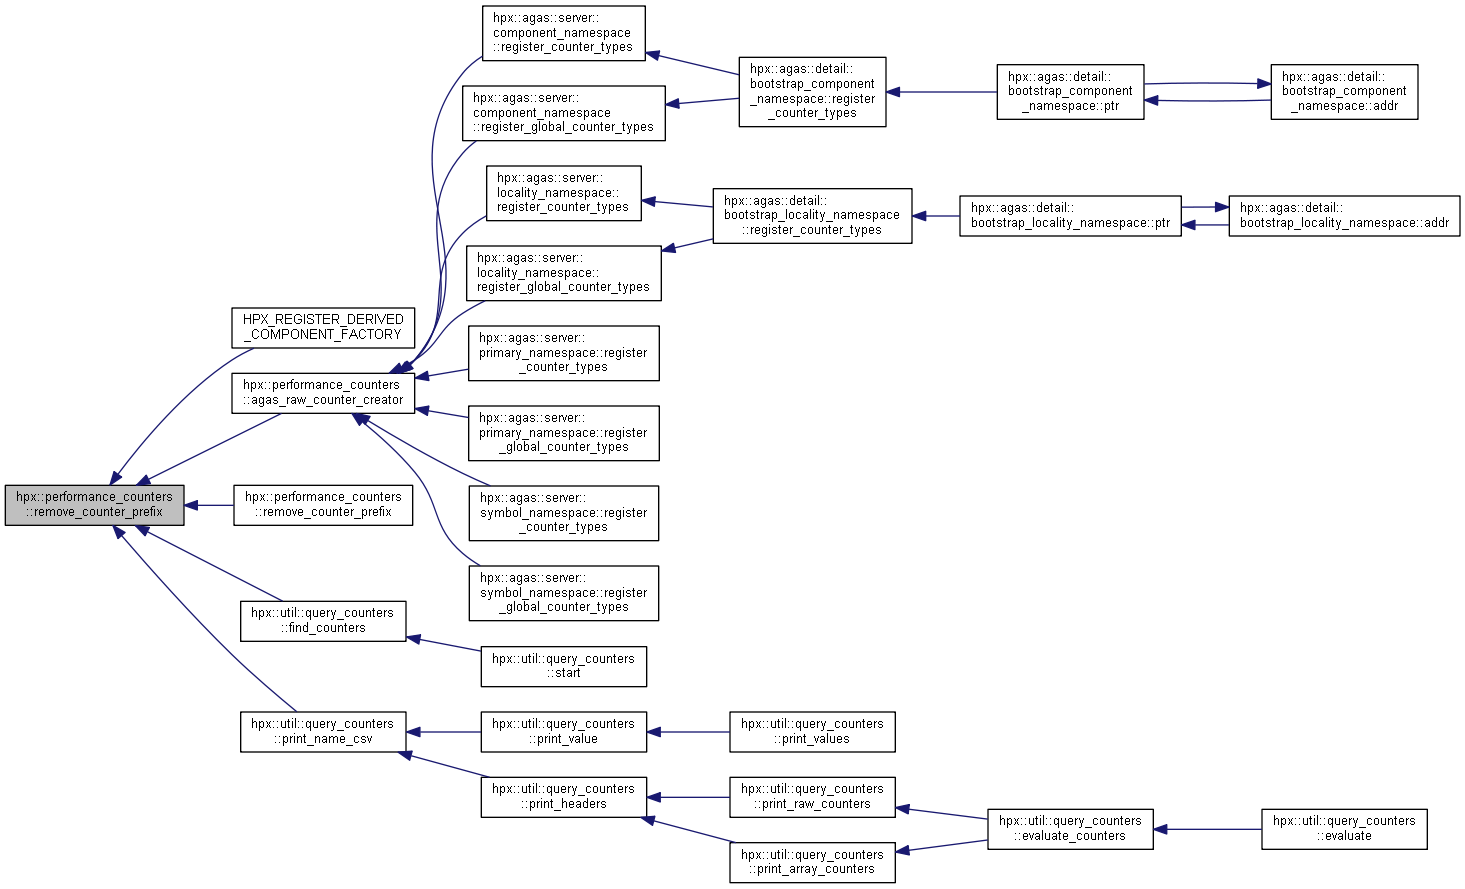 hpx::agas::server::
component_namespace
::register_counter_types
hpx::agas::server::
component_namespace
::register_global_counter_types
hpx::agas::detail::
bootstrap_component
_namespace::register
_counter_types
hpx::agas::detail::
bootstrap_component
_namespace::ptr
hpx::agas::detail::
bootstrap_component
_namespace::addr
hpx::agas::server::
locality_namespace::
register_counter_types
hpx::agas::server::
locality_namespace::
register_global_counter_types
hpx::agas::detail::
bootstrap_locality_namespace
::register_counter_types
hpx::agas::detail::
bootstrap_locality_namespace::ptr
hpx::agas::detail::
bootstrap_locality_namespace::addr
HPX_REGISTER_DERIVED
_COMPONENT_FACTORY
hpx::performance_counters
::agas_raw_counter_creator
hpx::agas::server::
primary_namespace::register
_counter_types
hpx::agas::server::
primary_namespace::register
_global_counter_types
hpx::agas::server::
symbol_namespace::register
_counter_types
hpx::agas::server::
symbol_namespace::register
_global_counter_types
hpx::performance_counters
::remove_counter_prefix
hpx::performance_counters
::remove_counter_prefix
hpx::util::query_counters
::find_counters
hpx::util::query_counters
::start
hpx::util::query_counters
::print_name_csv
hpx::util::query_counters
::print_value
hpx::util::query_counters
::print_values
hpx::util::query_counters
::print_headers
hpx::util::query_counters
::print_raw_counters
hpx::util::query_counters
::print_array_counters
hpx::util::query_counters
::evaluate_counters
hpx::util::query_counters
::evaluate